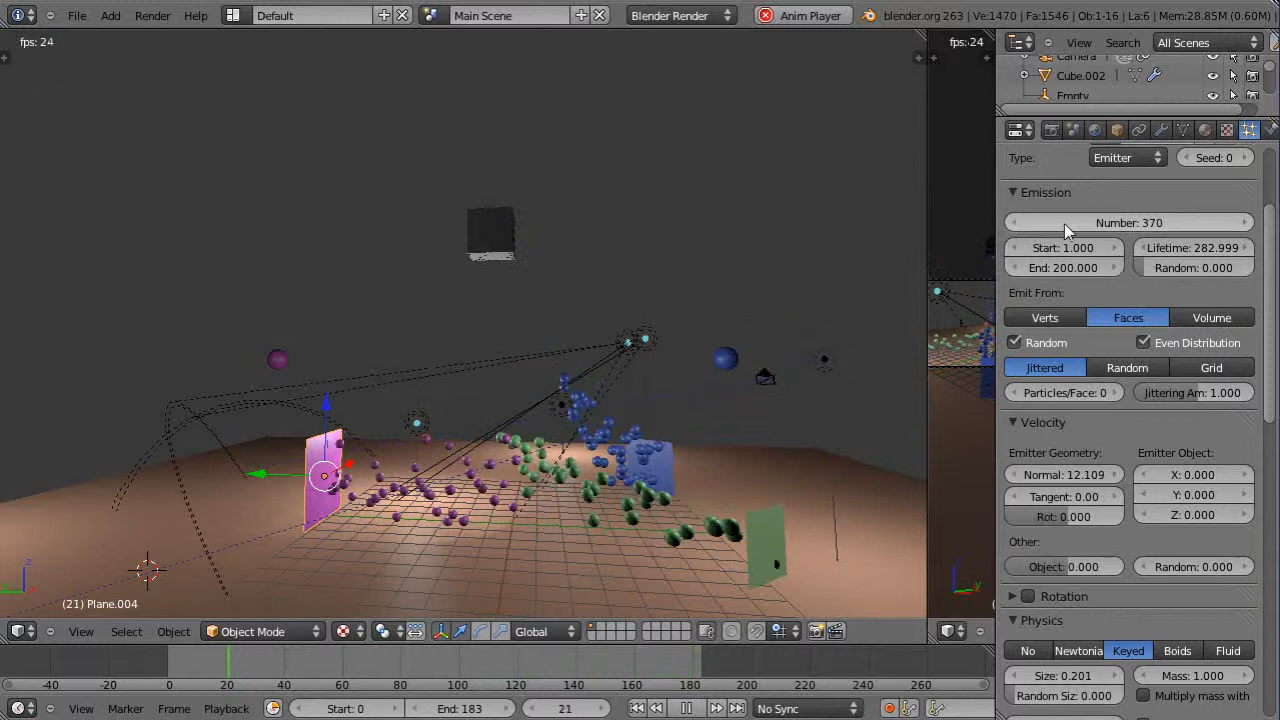 File Add Render Help Default Main Scene Blender Render Anim Player blender.org 263 | Ve:1470 | Fa:1546 | Ob:1-16 | La:6 | Mem:28.85M (0.60M)
fps: 24
fps: 24
View Search All Scenes
Camera
Cube.002
Empty
Type: Emitter Seed: 0
Emission
Number: 370
Start: 1.000 Lifetime: 282.999
End: 200.000 Random: 0.000
Emit From:
Verts Faces Volume
Random Even Distribution
Jittered Random Grid
Particles/Face: 0 Jittering Am: 1.000
Velocity
Emitter Geometry: Emitter Object:
Normal: 12.109 X: 0.000
Tangent: 0.00 Y: 0.000
Rot: 0.000 Z: 0.000
Other:
Object: 0.000 Random: 0.000
Rotation
Physics
No Newtonia Keyed Boids Fluid
Size: 0.201 Mass: 1.000
Random Siz: 0.000 Multiply mass with
z
y
(21) Plane.004
View Select Object Object Mode Global
-40 -20 0 20 40 60 80 100 120 140 160 180 200 220 240 260
View Marker Frame Playback Start: 0 End: 183 21 No Sync